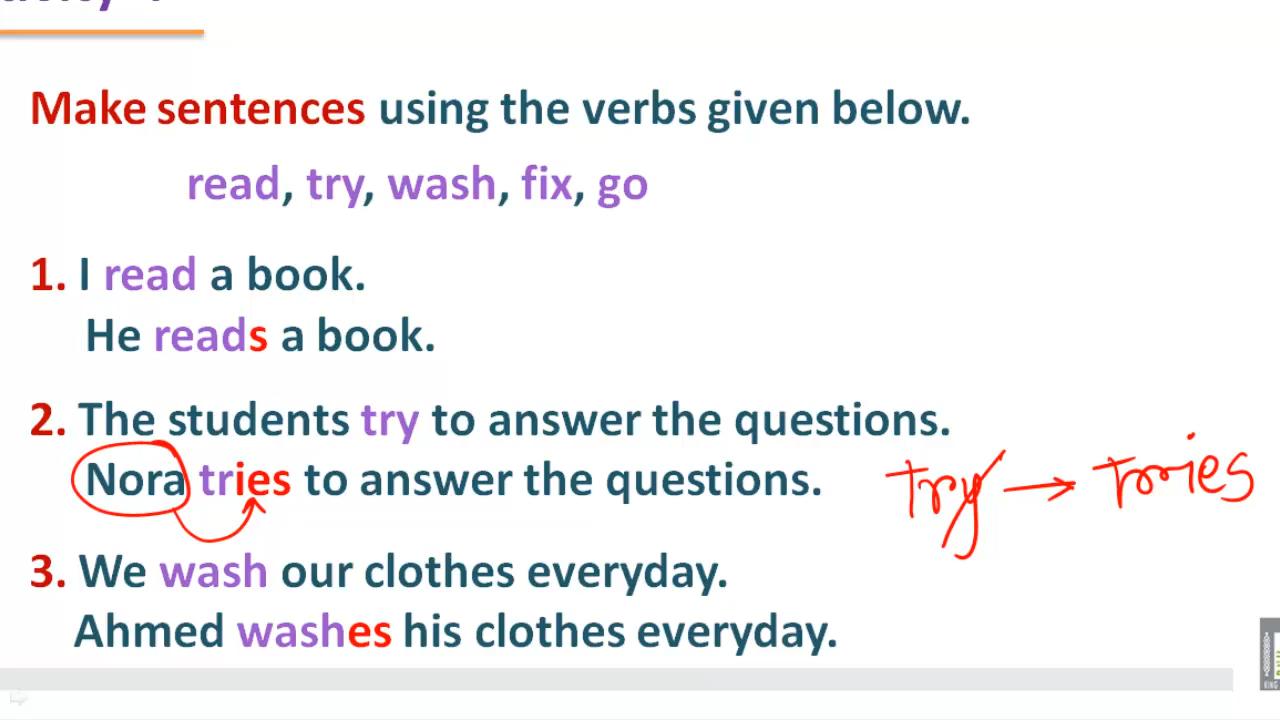 Make sentences using the verbs given below.
read, try, wash, fix, go
1. I read a book.
He reads a book.
2. The students try to answer the questions.
Nora tries to answer the questions.
try → tries
3. We wash our clothes everyday.
Ahmed washes his clothes everyday.
KING